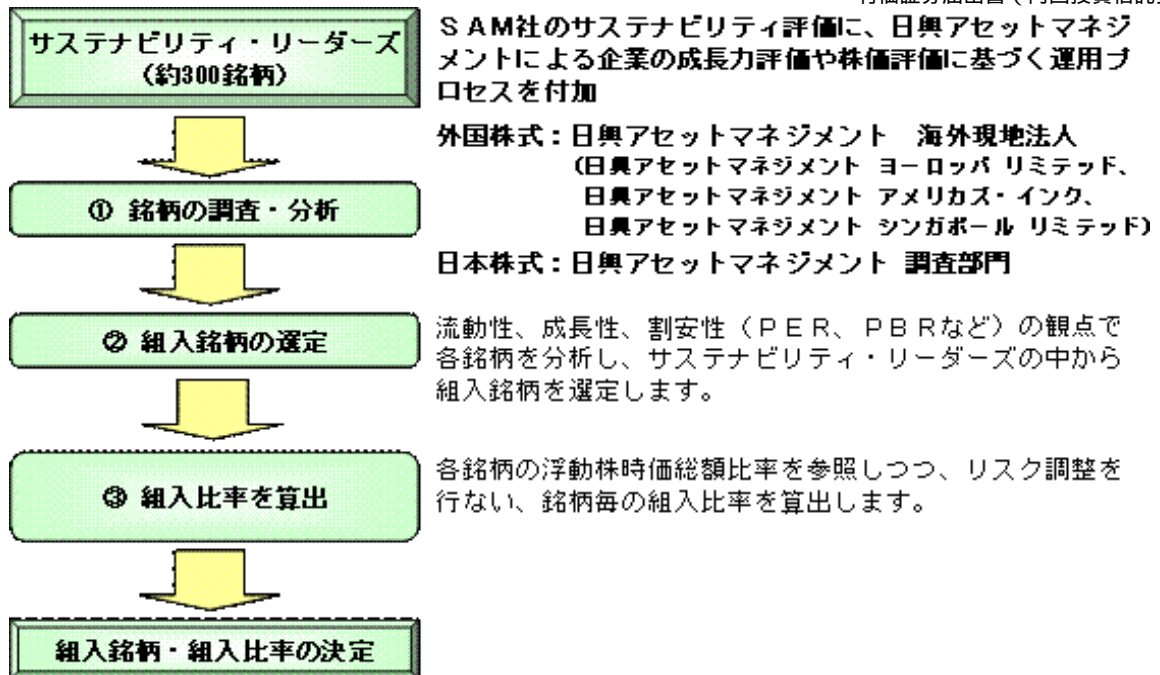 サステナビリティ・リーダーズ
(約300銘柄)
SAM社のサステナビリティ評価に、日興アセットマネジ
メントによる企業の成長力評価や株価評価に基づく運用プ
ロセスを付加
外国株式：日興アセットマネジメント 海外現地法人
(日興アセットマネジメント ヨーロッパ リミテッド、
日興アセットマネジメント アメリカズ・インク、
日興アセットマネジメント シンガポール リミテッド)
① 銘柄の調査・分析
日本株式：日興アセットマネジメント 調査部門
② 組入銘柄の選定
流動性、成長性、割安性（PER、PBRなど）の観点で
各銘柄を分析し、サステナビリティ・リーダーズの中から
組入銘柄を選定します。
③ 組入比率を算出
各銘柄の浮動株時価総額比率を参照しつつ、リスク調整を
行ない、銘柄毎の組入比率を算出します。
組入銘柄・組入比率の決定